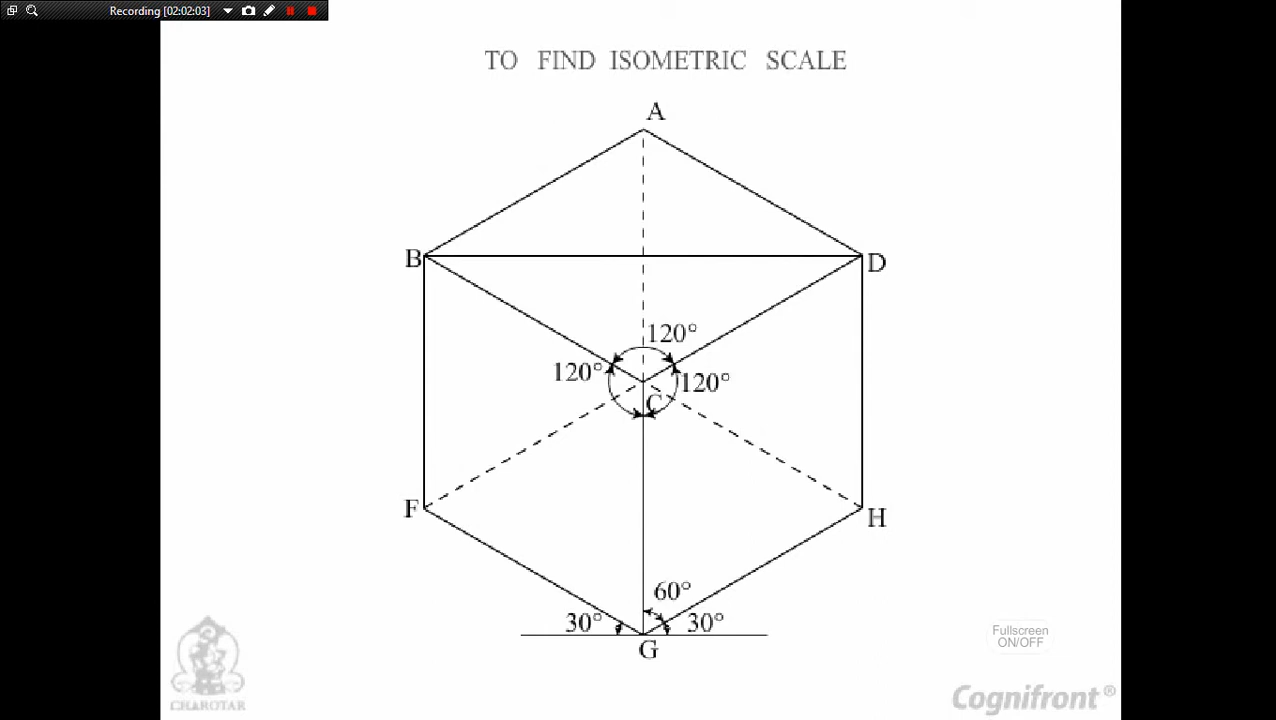 Recording [02:02:03]
TO FIND ISOMETRIC SCALE
A
B
D
120°
120°
120°
C
F
H
60°
30°
30°
G
Fullscreen
ON/OFF
CHAROTAR
Cognifront®